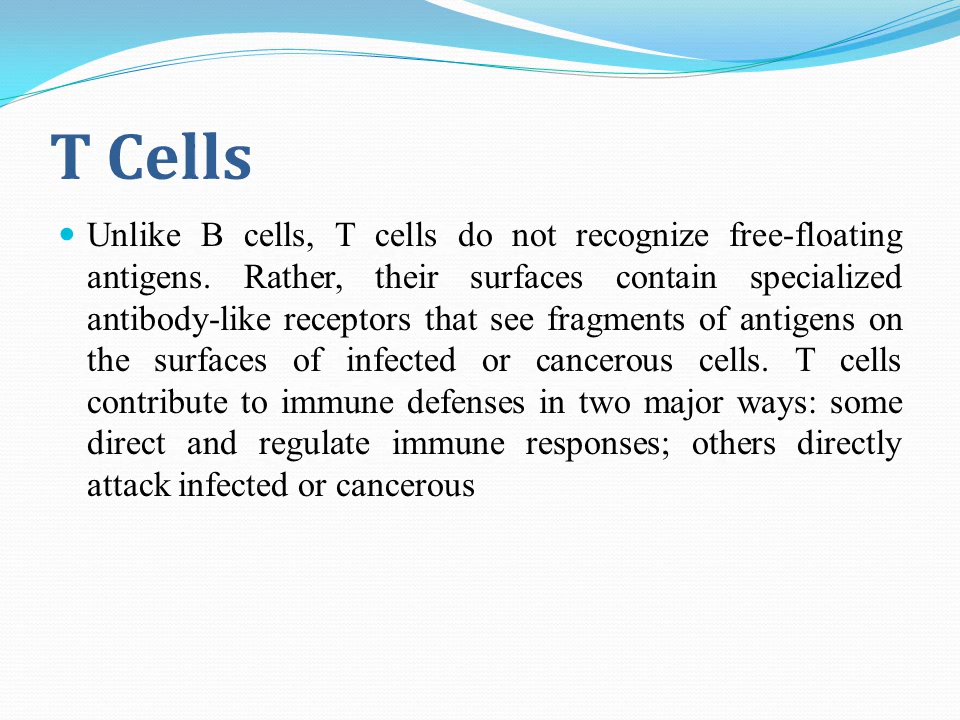 T Cells
Unlike B cells, T cells do not recognize free-floating
antigens. Rather, their surfaces contain specialized
antibody-like receptors that see fragments of antigens on
the surfaces of infected or cancerous cells. T cells
contribute to immune defenses in two major ways: some
direct and regulate immune responses; others directly
attack infected or cancerous